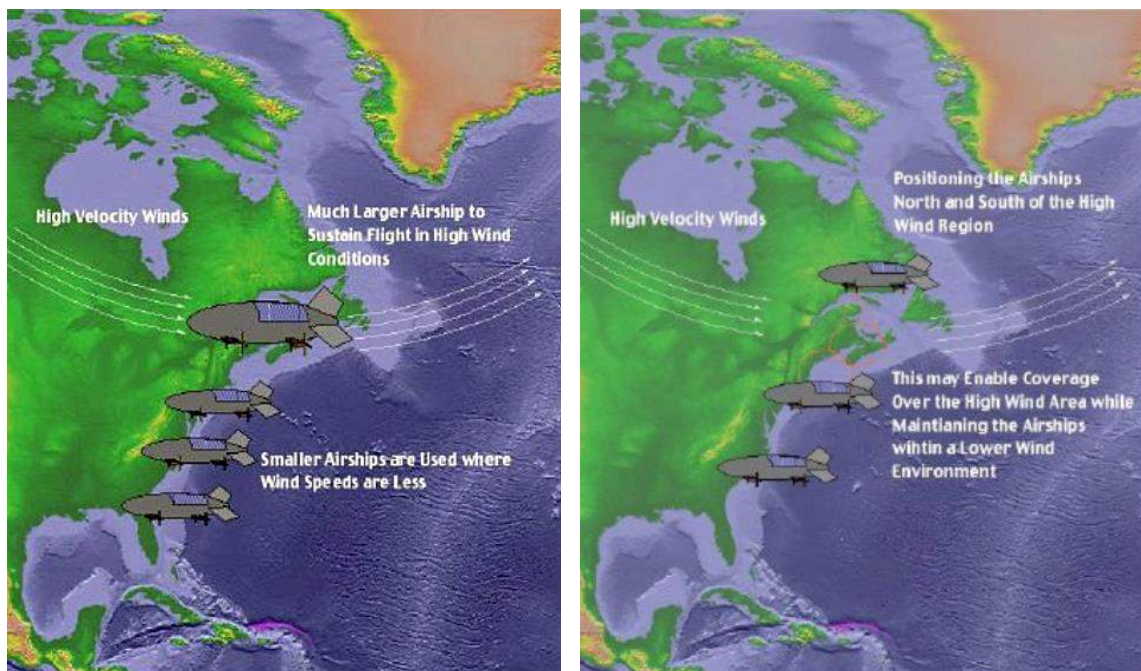 High Velocity Winds
Much Larger Airship to
Sustain Flight in High Wind
Conditions
Smaller Airships are Used where
Wind Speeds are Less
High Velocity Winds
Positioning the Airships
North and South of the High
Wind Region
This may Enable Coverage
Over the High Wind Area while
Maintianing the Airships
wihtin a Lower Wind
Environment